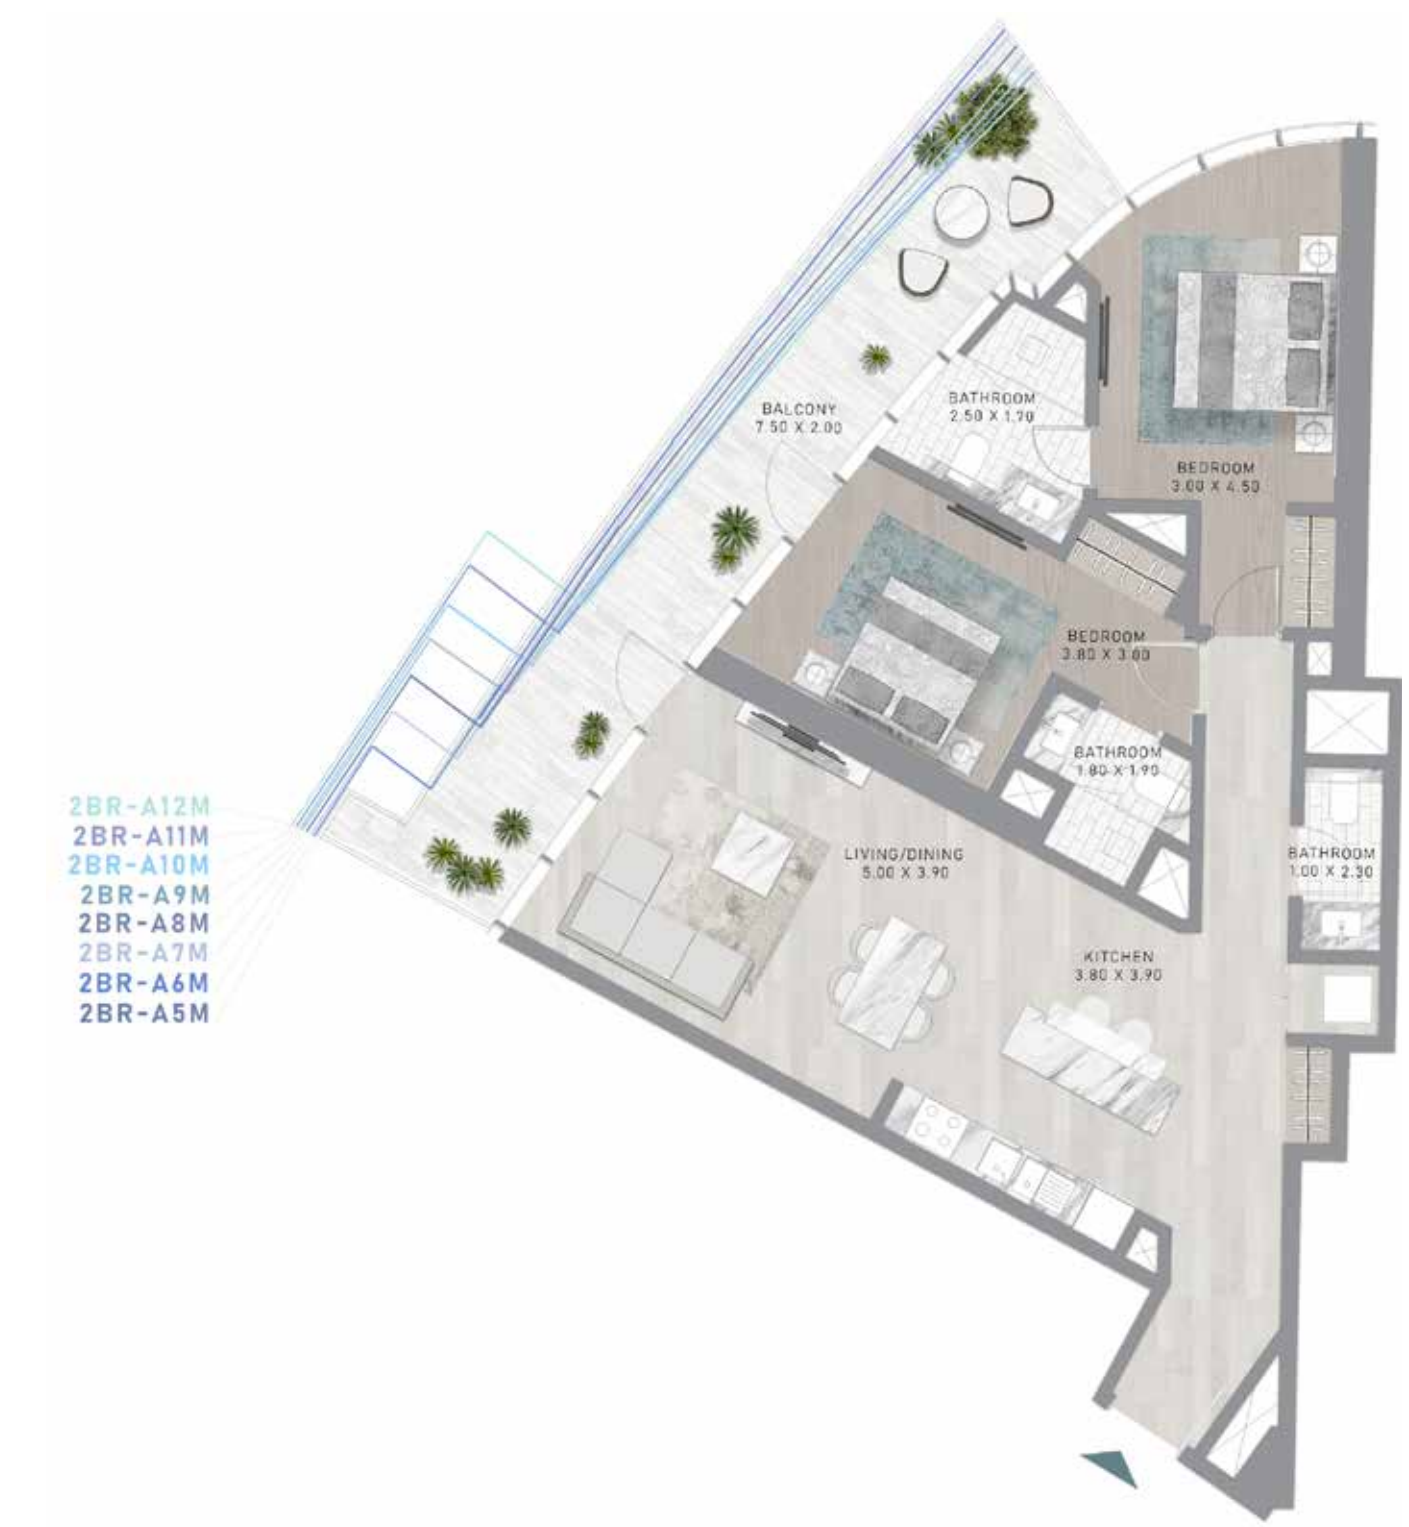 BALCONY
7.50 X 2.00
BATHROOM
2.50 X 1.70
BEDROOM
3.00 X 4.50
BEDROOM
3.80 X 3.00
BATHROOM
1.80 X 1.90
2BR-A12M
2BR-A11M
2BR-A10M
2BR-A9M
2BR-A8M
2BR-A7M
2BR-A6M
2BR-A5M
LIVING/DINING
5.00 X 3.90
BATHROOM
1.00 X 2.30
KITCHEN
3.80 X 3.90